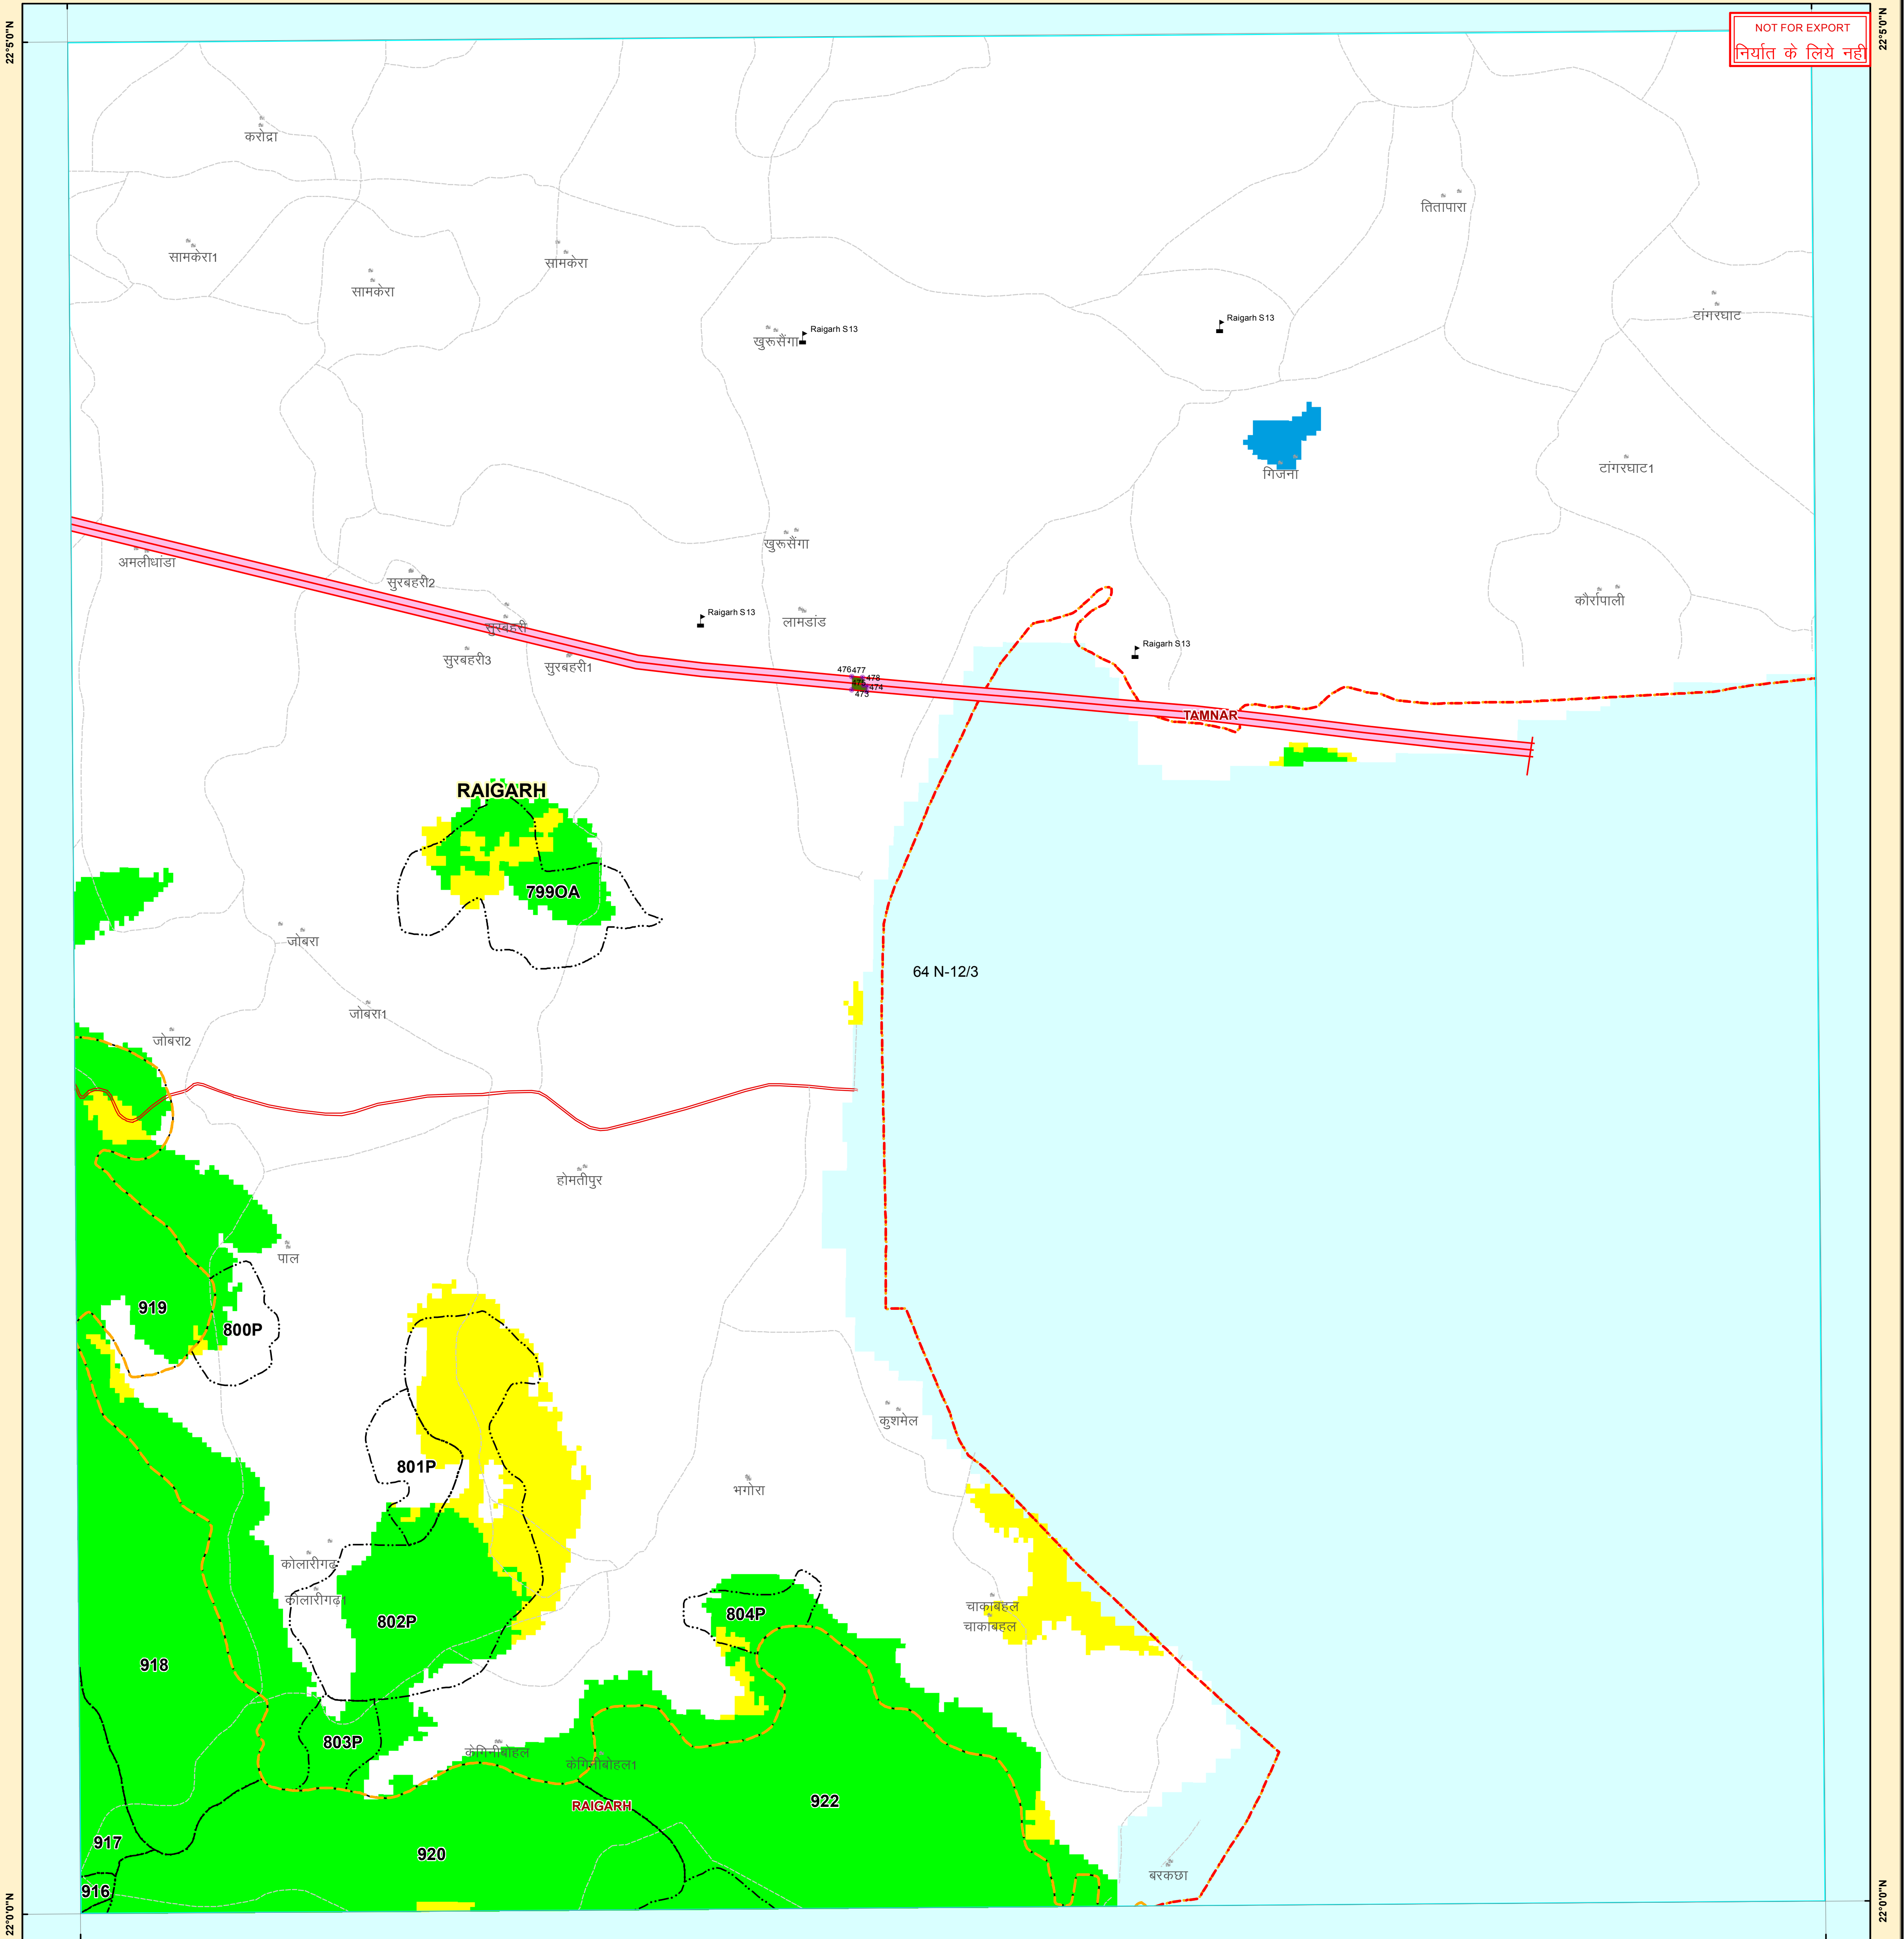 22°5'0"N
22°5'0"N
NOT FOR EXPORT
निर्यात के लिये नही
करोद्रा
तितापारा
सामकेरा1
सामकेरा
सामकेरा
टांगरघाट
खुरूसैंगा
Raigarh S13
Raigarh S13
गिजना
टांगरघाट1
खुरूसैंगा
अमलीधांडा
सुरबहरी2
कौर्रापाली
Raigarh S13
लामडांड
सुरबहरी
Raigarh S13
सुरबहरी3
सुरबहरी1
476 477
478
475
474
473
TAMNAR
RAIGARH
799OA
जोबरा
64 N-12/3
जोबरा1
जोबरा2
होमतीपुर
पाल
919
800P
कुशमेल
801P
भगोरा
कोलारीगढ़
कोलारीगढ़1
चाकाबहल
चाकाबहल
802P
804P
918
803P
केगिनीबोहल
केगिनीबोहल1
RAIGARH
922
917
920
बरकछा
916
22°0'0"N
22°0'0"N